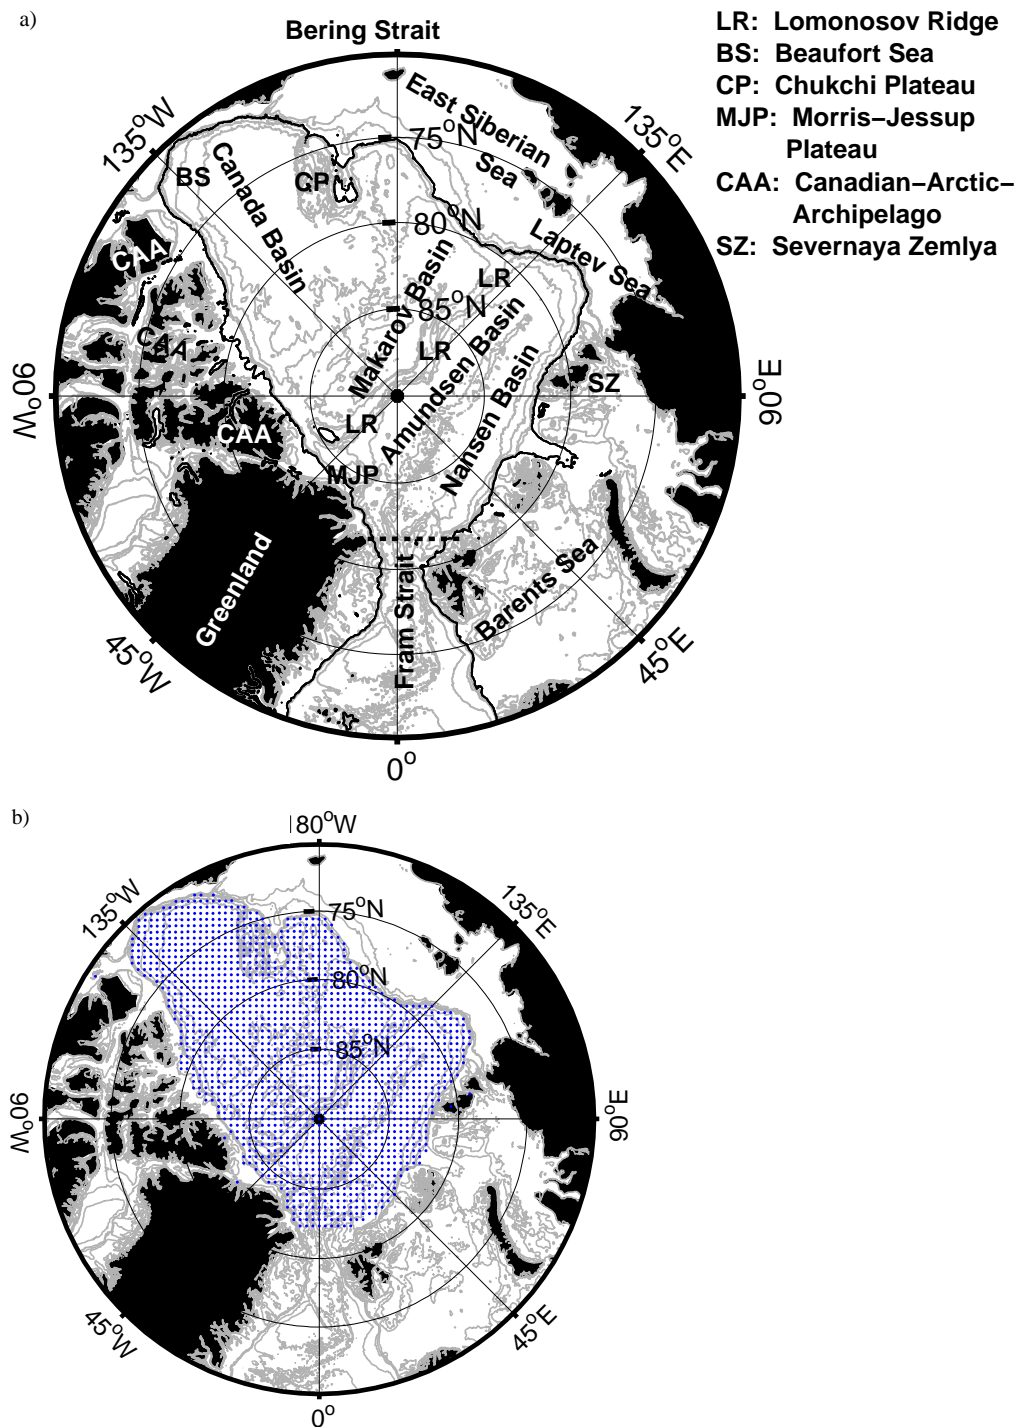 a)
Bering Strait
LR: Lomonosov Ridge
BS: Beaufort Sea
CP: Chukchi Plateau
MJP: Morris–Jessup
Plateau
CAA: Canadian–Arctic–
Archipelago
SZ: Severnaya Zemlya
135°W
135°E
East Siberian
Sea
75°N
BS
Canada Basin
CP
80°N
Laptev Sea
CAA
LR
85°N
Makarov Basin
CAA
LR
Amundsen Basin
Nansen Basin
SZ
90°W
90°E
LR
CAA
MJP
Greenland
Fram Strait
Barents Sea
45°W
45°E
0°
b)
180°W
135°W
135°E
75°N
80°N
85°N
90°W
90°E
45°W
45°E
0°